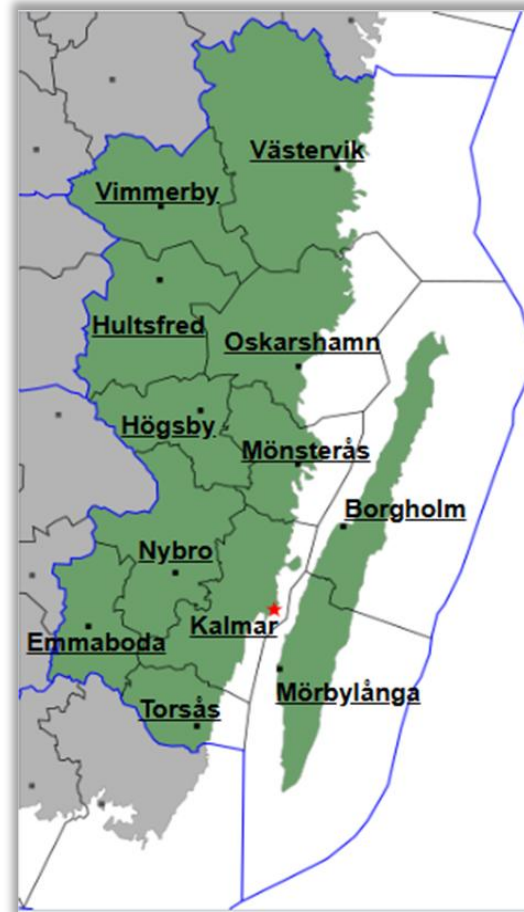 Västervik
Vimmerby
Hultsfred
Oskarshamn
Högsby
Mönsterås
Borgholm
Nybro
Kalmar
Emmaboda
Mörbylånga
Torsås